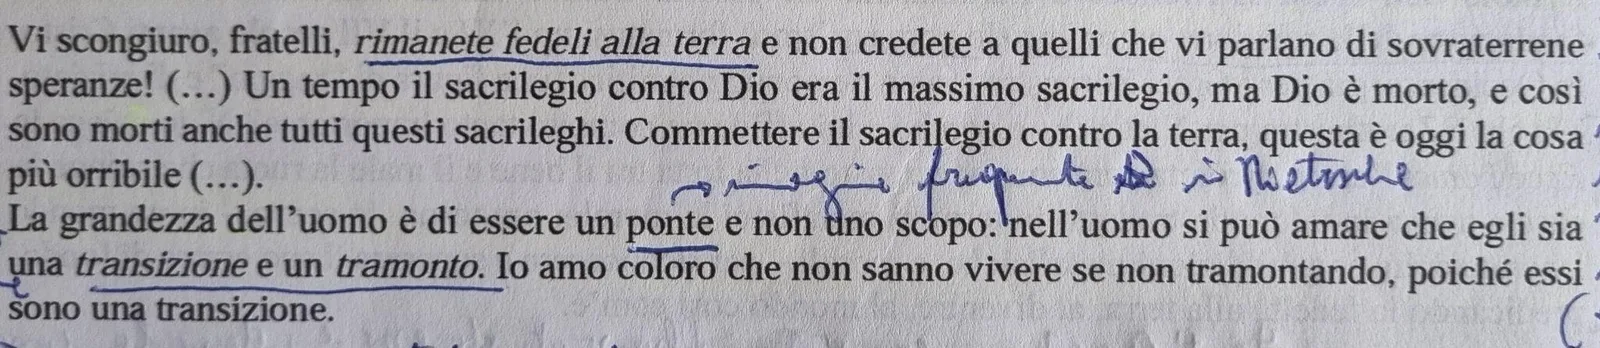 Vi scongiuro, fratelli, rimanete fedeli alla terra e non credete a quelli che vi parlano di sovraterrene
speranze! (...) Un tempo il sacrilegio contro Dio era il massimo sacrilegio, ma Dio è morto, e così
sono morti anche tutti questi sacrileghi. Commettere il sacrilegio contro la terra, questa è oggi la cosa
più orribile (...).
→ immagine frequente in Nietzsche
La grandezza dell'uomo è di essere un ponte e non uno scopo: nell'uomo si può amare che egli sia
una transizione e un tramonto. Io amo coloro che non sanno vivere se non tramontando, poiché essi
sono una transizione.